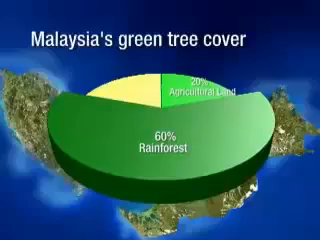 Malaysia's green tree cover
20%
Agricultural Land
60%
Rainforest